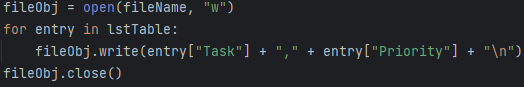 fileObj = open(fileName, "w")
for entry in lstTable:
    fileObj.write(entry["Task"] + "," + entry["Priority"] + "\n")
fileObj.close()